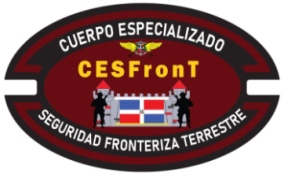 CUERPO ESPECIALIZADO
CESFronT
SEGURIDAD FRONTERIZA TERRESTRE